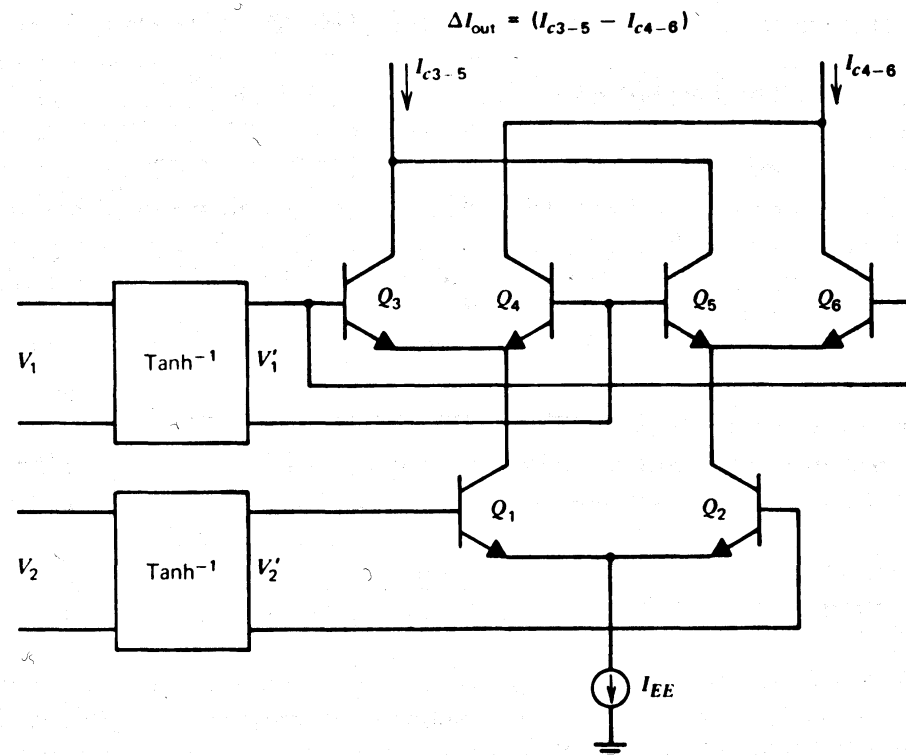 ΔI_out = (I_c3−5 − I_c4−6)
I_c3−5
I_c4−6
Q_3
Q_4
Q_5
Q_6
V_1
Tanh^−1
V_1′
Q_1
Q_2
V_2
Tanh^−1
V_2′
I_EE